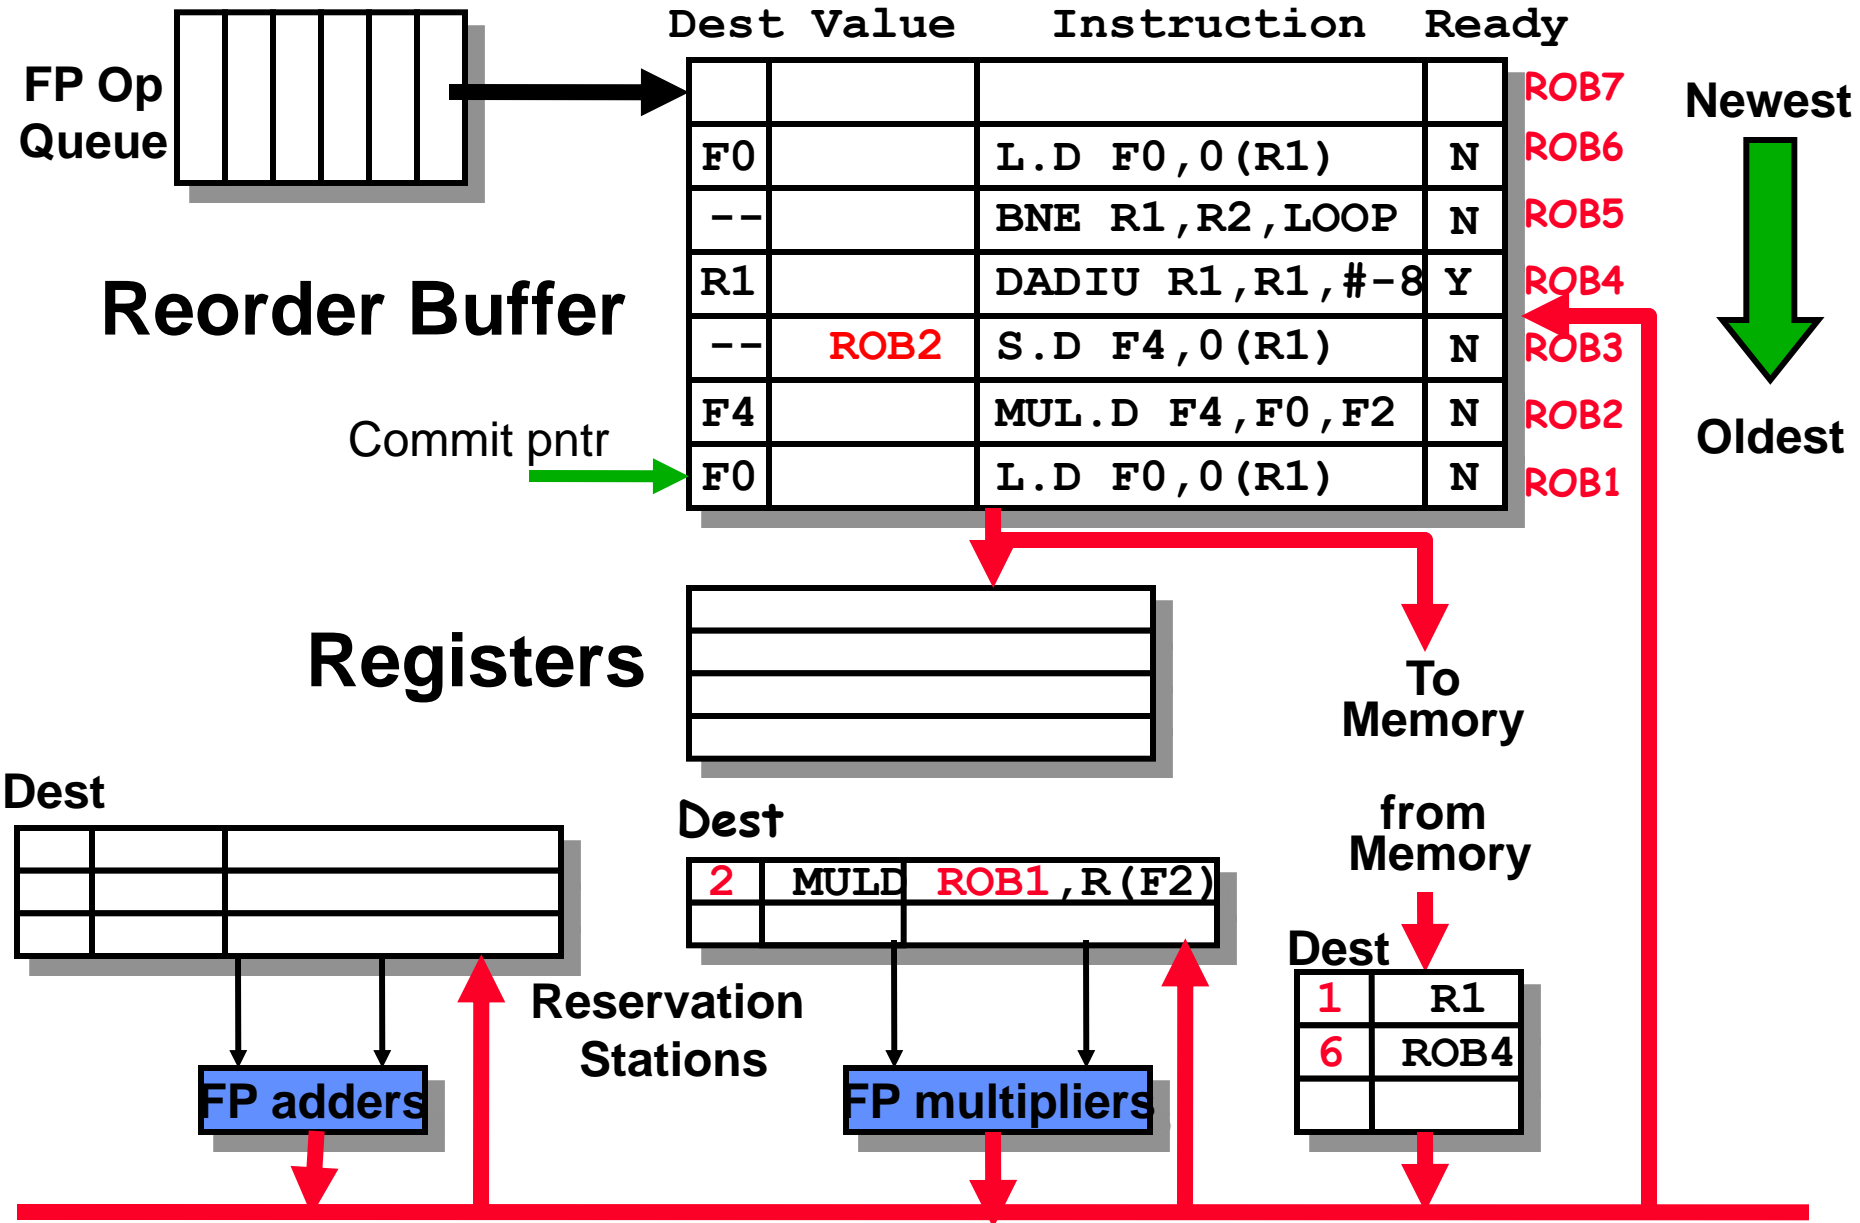 Dest Value Instruction Ready
FP Op
Queue
ROB7
Newest
F0 L.D F0,0(R1) N ROB6
-- BNE R1,R2,LOOP N ROB5
Reorder Buffer
R1 DADIU R1,R1,#-8 Y ROB4
-- ROB2 S.D F4,0(R1) N ROB3
F4 MUL.D F4,F0,F2 N ROB2
Oldest
Commit pntr
F0 L.D F0,0(R1) N ROB1
Registers
To
Memory
Dest
Dest
from
Memory
2 MULD ROB1,R(F2)
Dest
1 R1
6 ROB4
Reservation
Stations
FP adders
FP multipliers